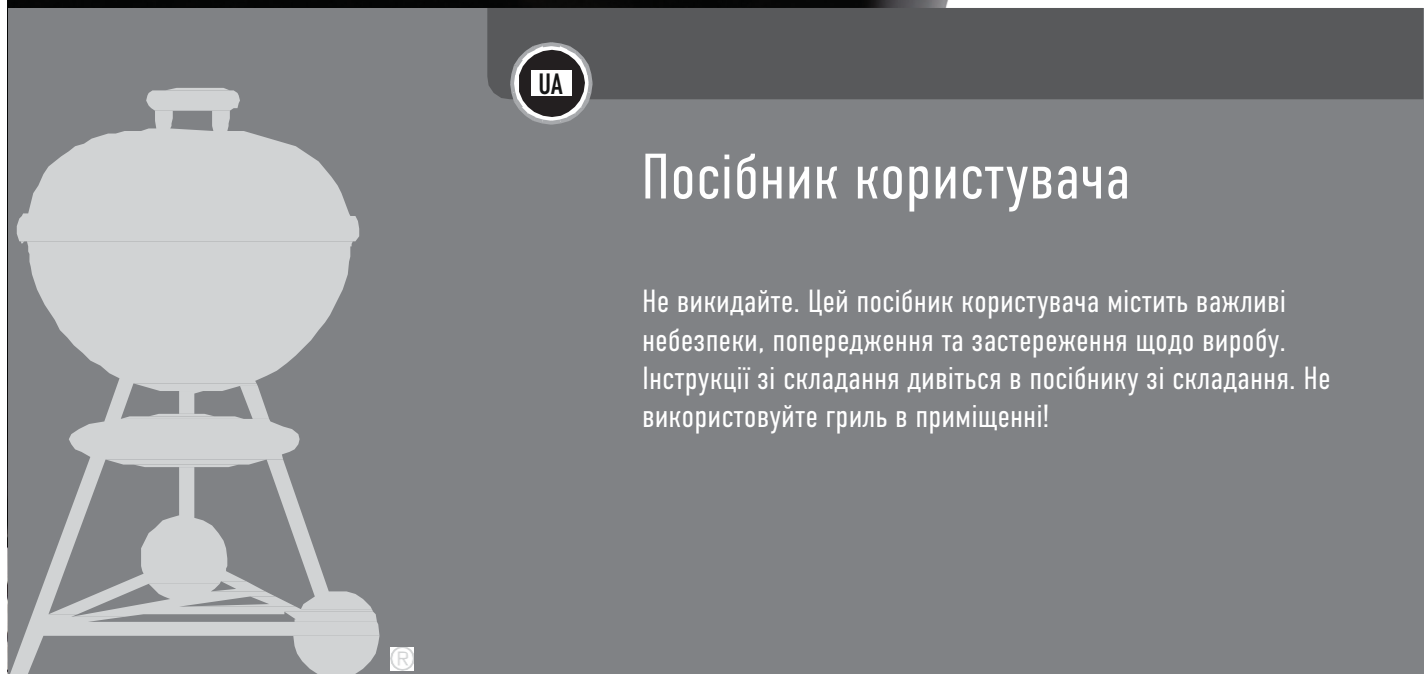 UA
Посібник користувача
Не викидайте. Цей посібник користувача містить важливі
небезпеки, попередження та застереження щодо виробу.
Інструкції зі складання дивіться в посібнику зі складання. Не
використовуйте гриль в приміщенні!
®